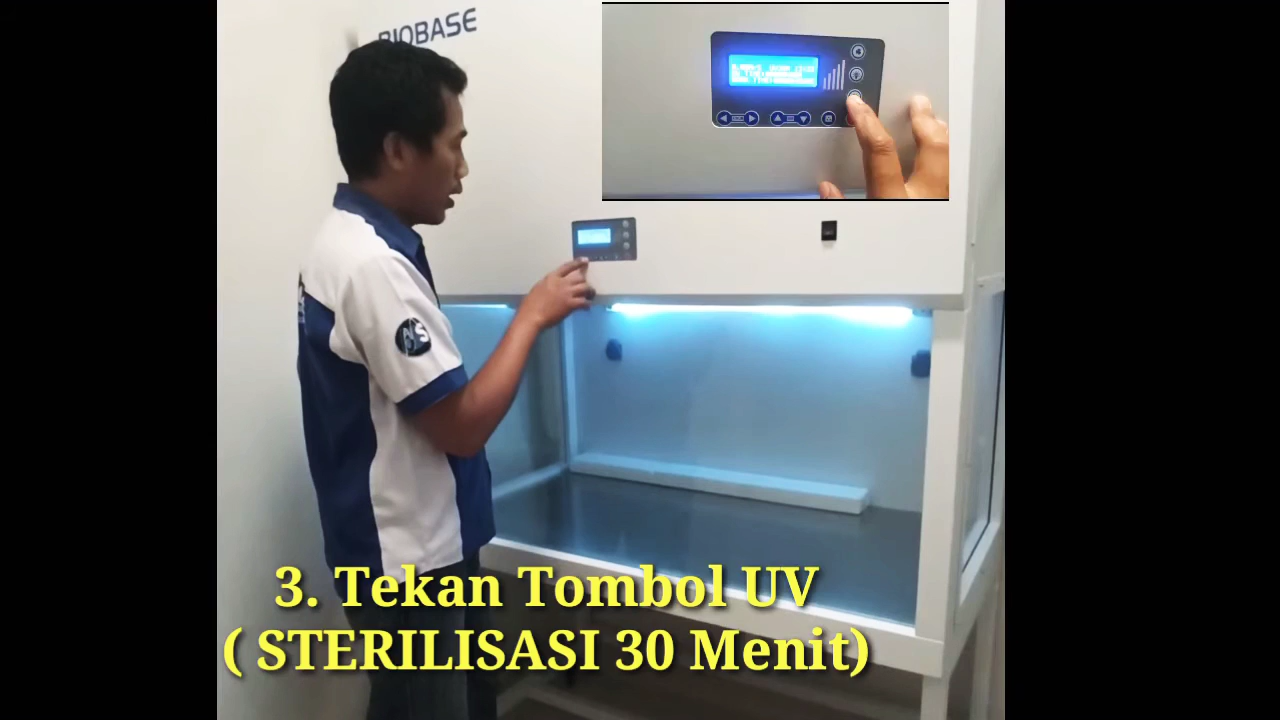 BIOBASE
3. Tekan Tombol UV
( STERILISASI 30 Menit)